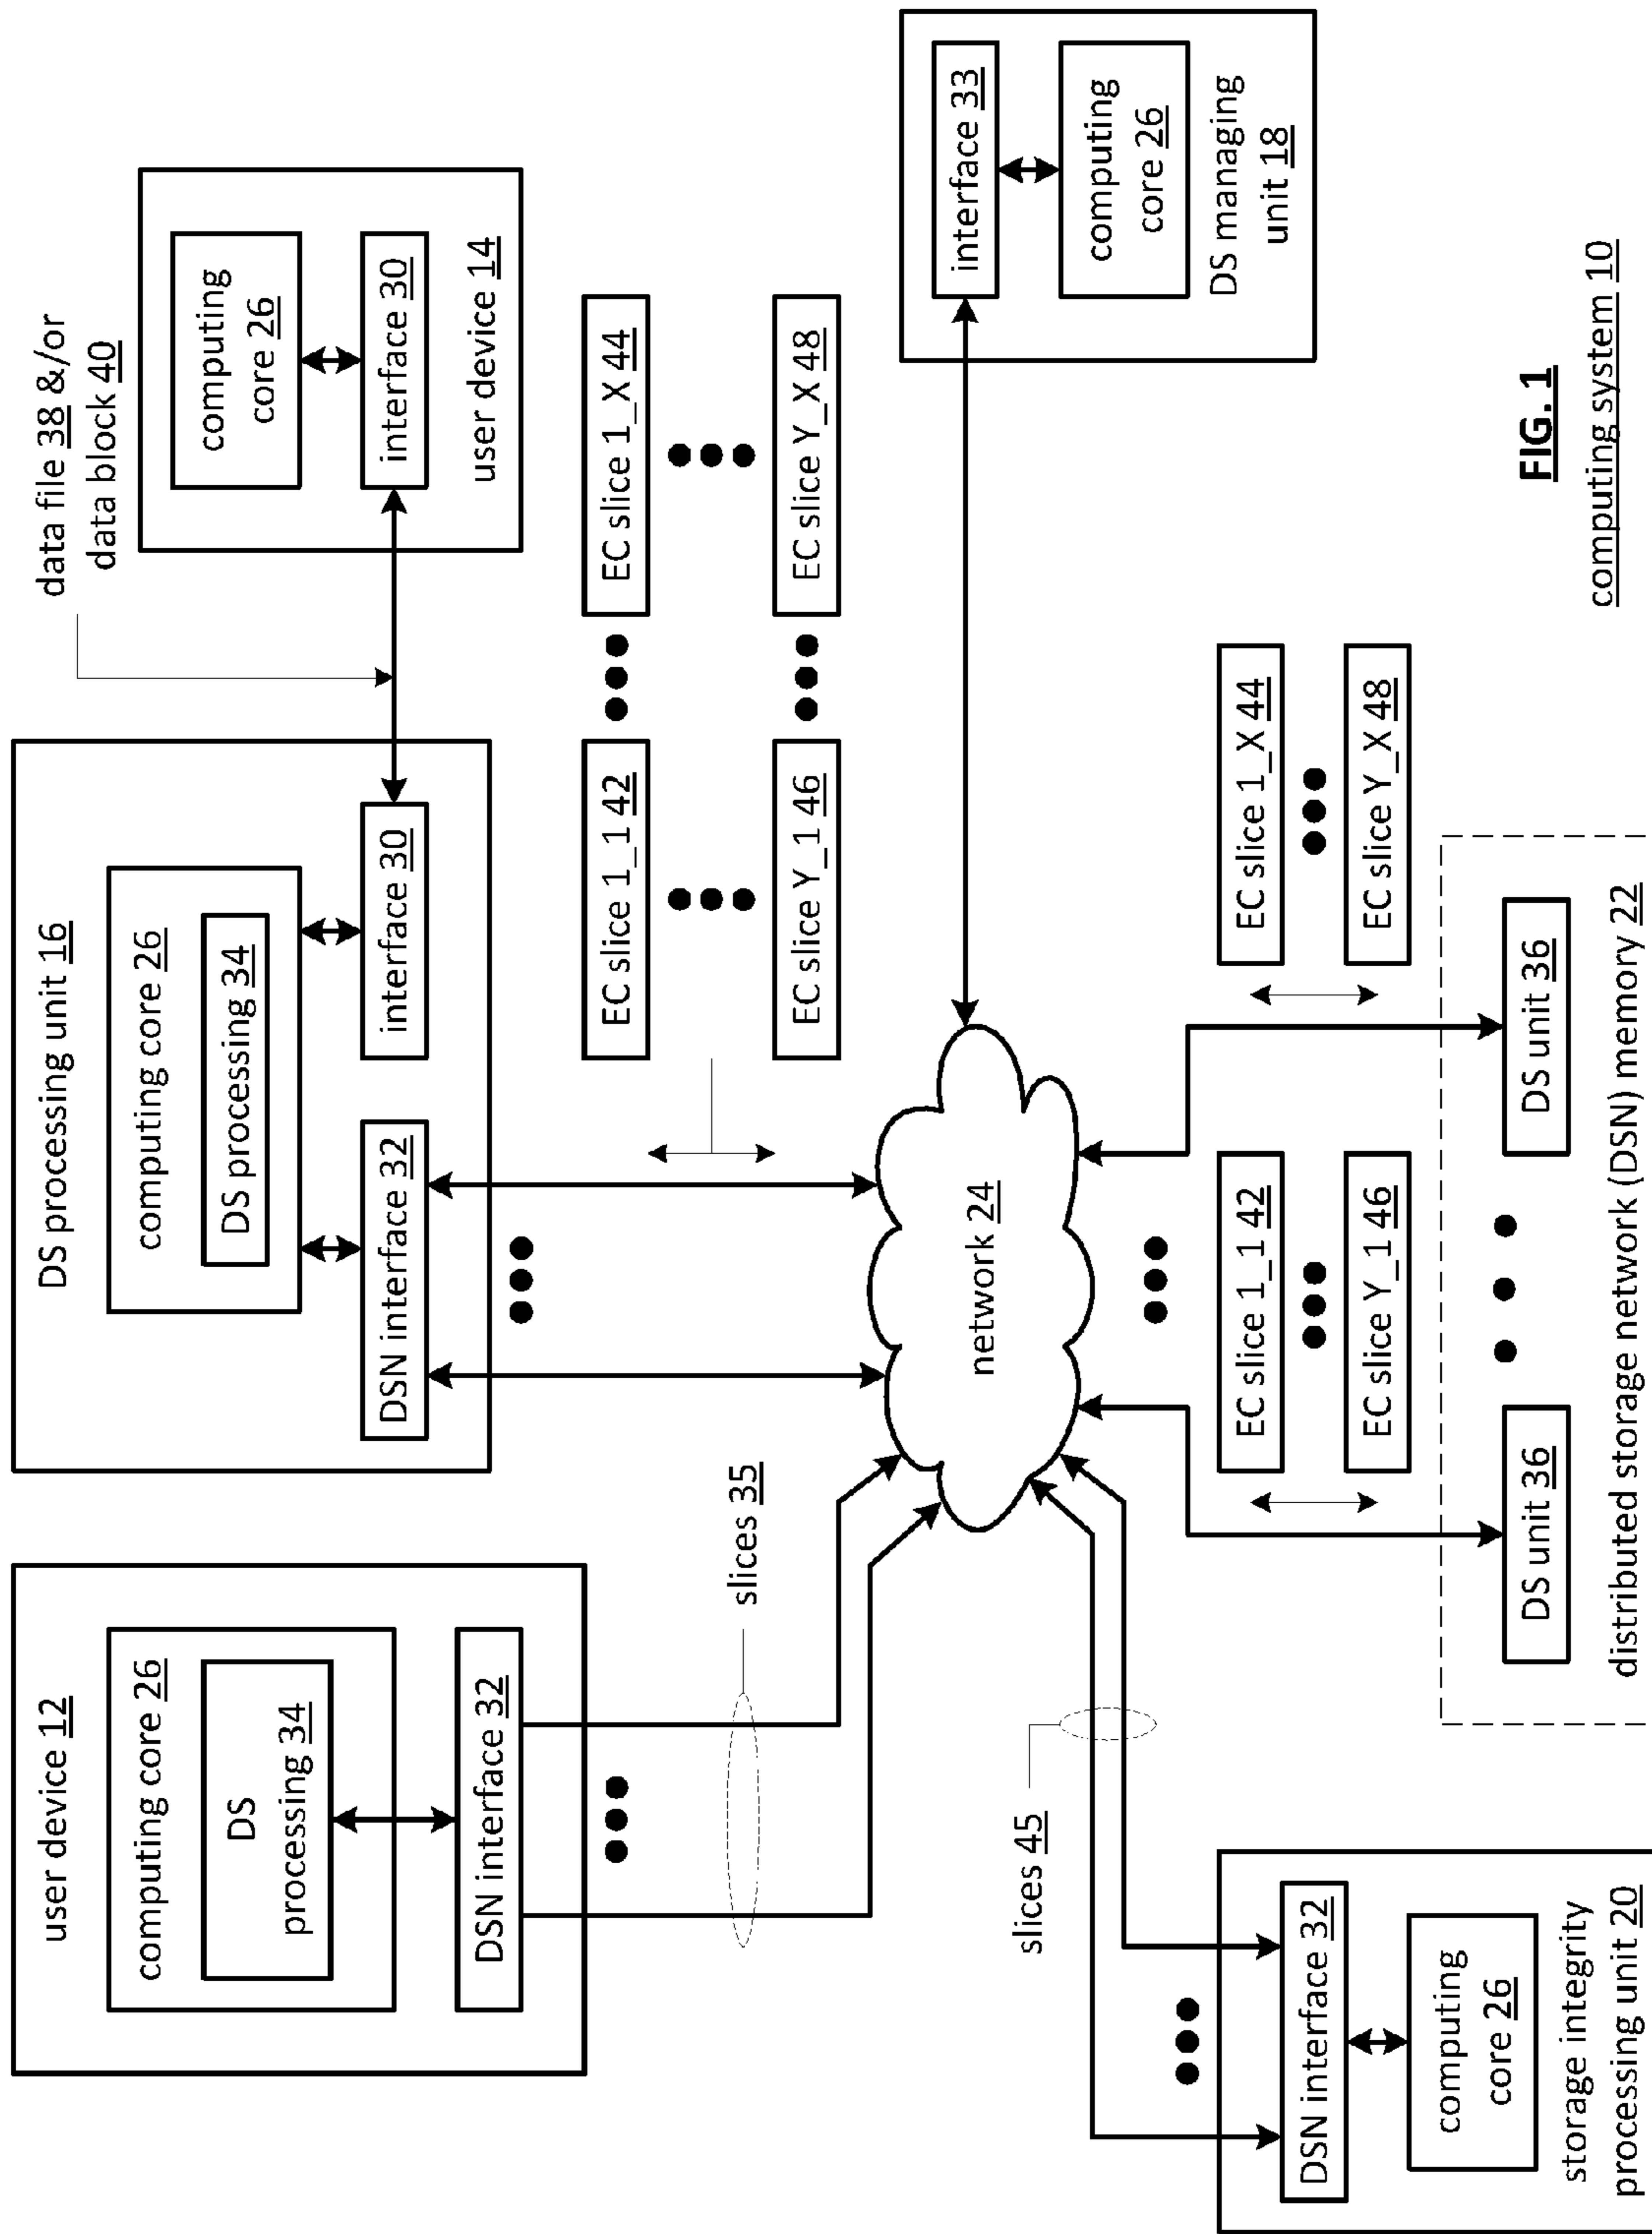 user device 12
computing core 26
DS
processing 34
DSN interface 32
slices 35
DS processing unit 16
computing core 26
DS processing 34
DSN interface 32
interface 30
data file 38 &/or
data block 40
computing
core 26
interface 30
user device 14
EC slice 1_1 42
EC slice 1_X 44
EC slice Y_1 46
EC slice Y_X 48
network 24
interface 33
computing
core 26
DS managing
unit 18
slices 45
DSN interface 32
computing
core 26
storage integrity
processing unit 20
EC slice 1_1 42
EC slice Y_1 46
EC slice 1_X 44
EC slice Y_X 48
DS unit 36
DS unit 36
distributed storage network (DSN) memory 22
FIG. 1
computing system 10